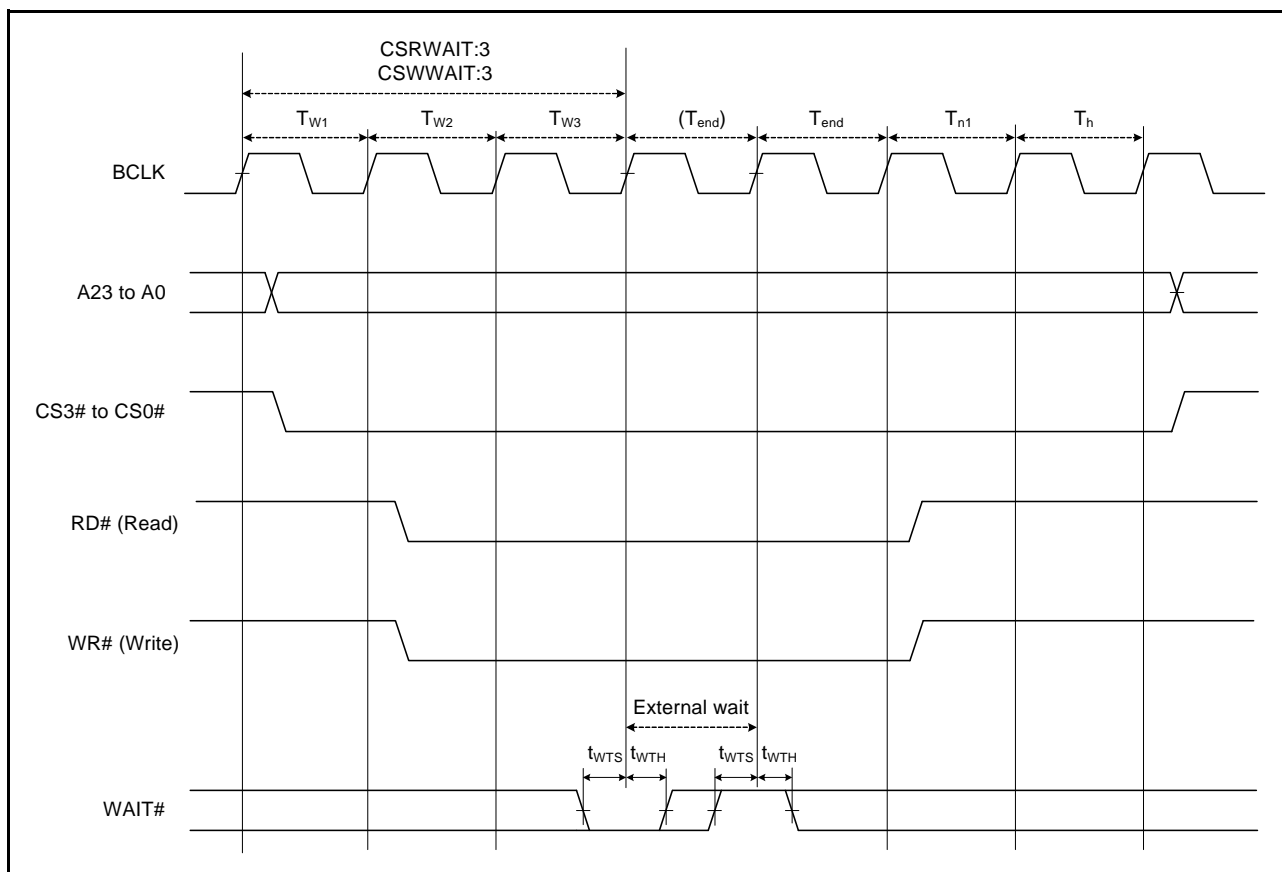 CSRWAIT:3
CSWWAIT:3
TW1 TW2 TW3 (Tend) Tend Tn1 Th
BCLK
A23 to A0
CS3# to CS0#
RD# (Read)
WR# (Write)
External wait
tWTS tWTH tWTS tWTH
WAIT#